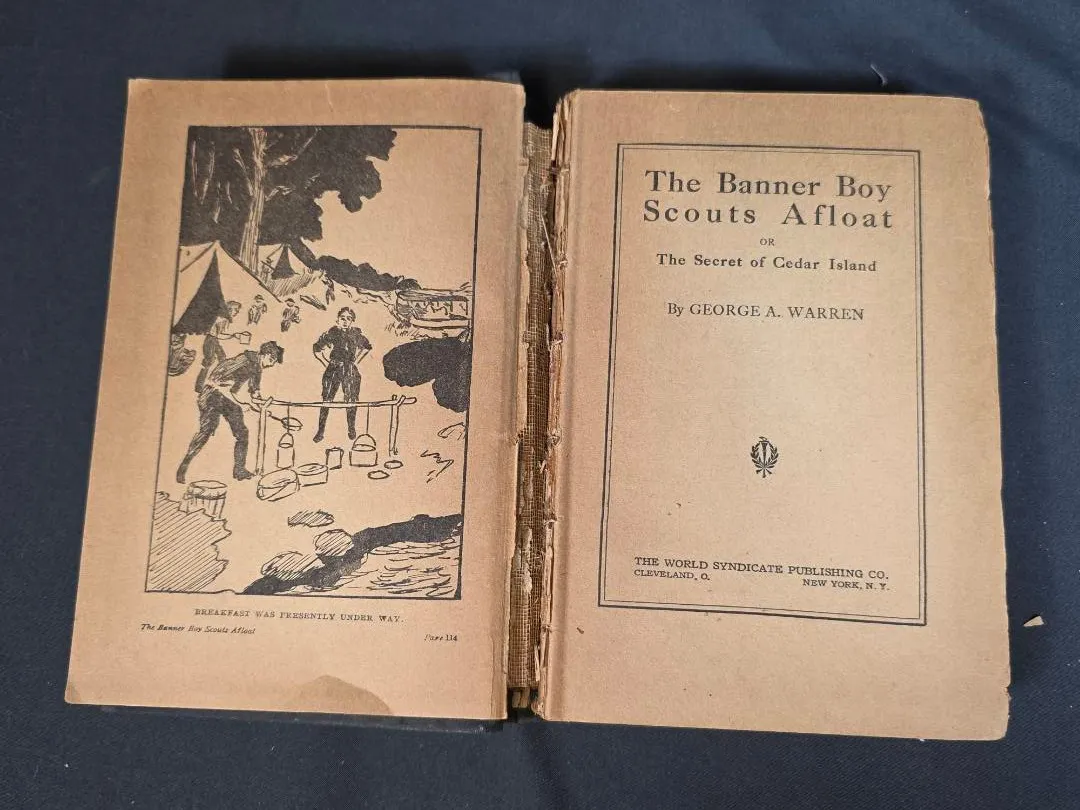 BREAKFAST WAS PRESENTLY UNDER WAY.
The Banner Boy Scouts Afloat
Page 114
The Banner Boy
Scouts Afloat
OR
The Secret of Cedar Island
By GEORGE A. WARREN
THE WORLD SYNDICATE PUBLISHING CO.
CLEVELAND, O. NEW YORK, N. Y.